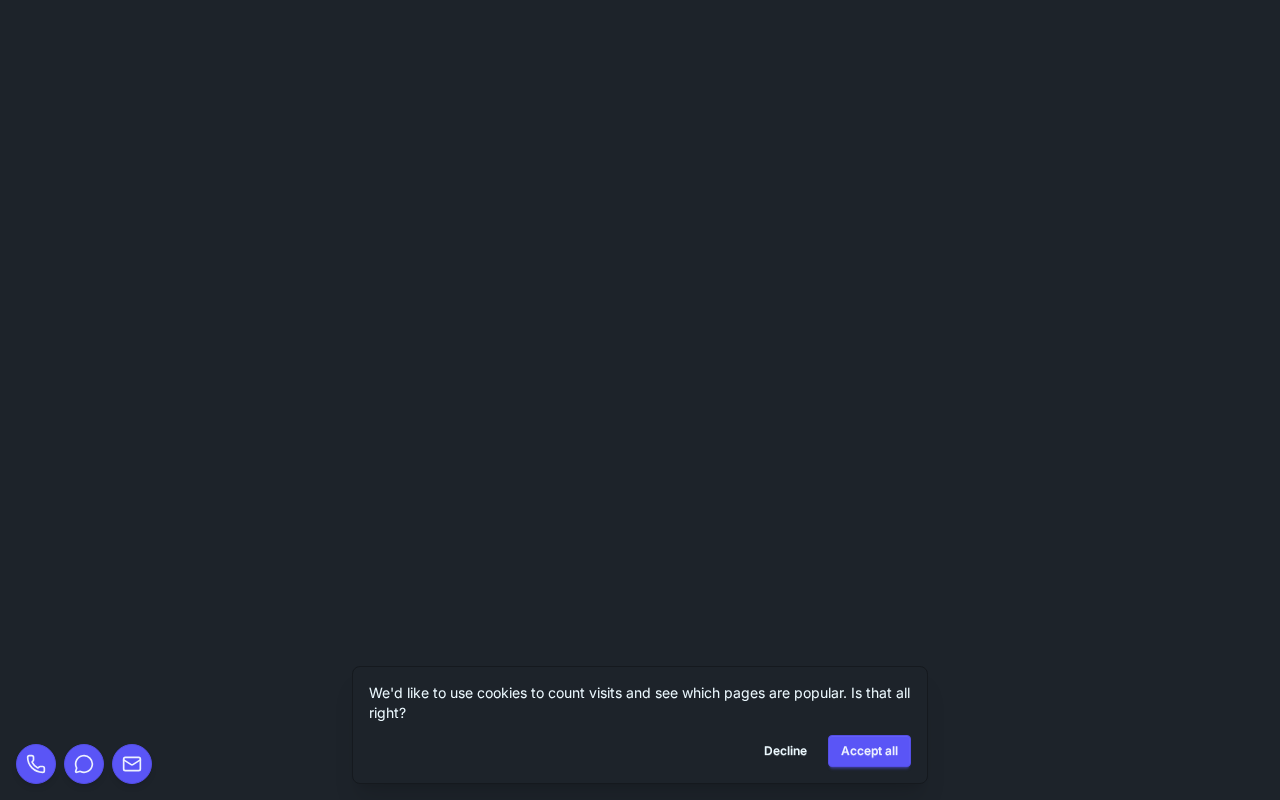 We'd like to use cookies to count visits and see which pages are popular. Is that all
right?
Decline
Accept all